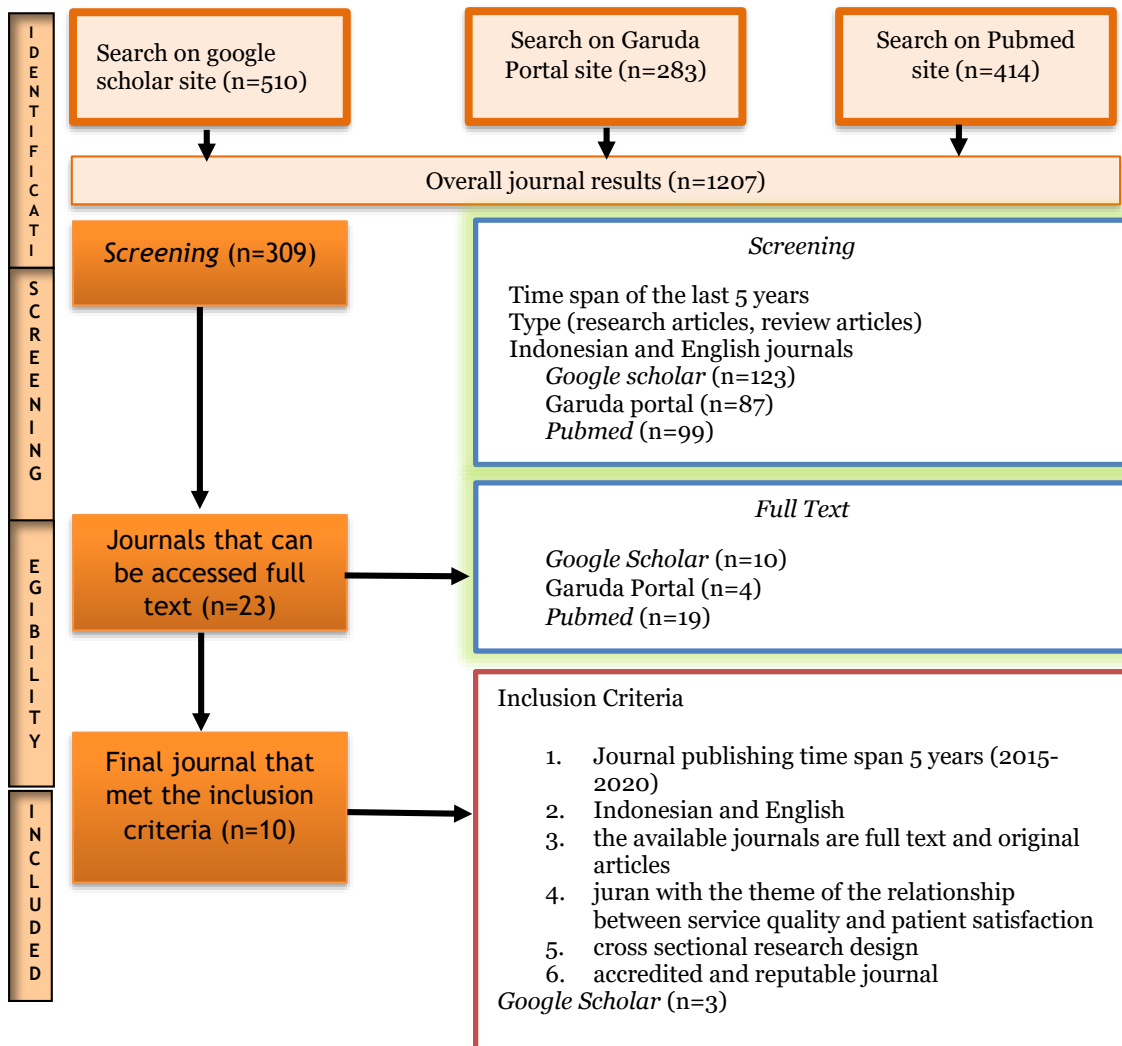 IDENTIFICATI
Search on google
scholar site (n=510)
Search on Garuda
Portal site (n=283)
Search on Pubmed
site (n=414)
Overall journal results (n=1207)
Screening (n=309)
SCREENING
Screening
Time span of the last 5 years
Type (research articles, review articles)
Indonesian and English journals
Google scholar (n=123)
Garuda portal (n=87)
Pubmed (n=99)
EGIBILITY
Journals that can
be accessed full
text (n=23)
Full Text
Google Scholar (n=10)
Garuda Portal (n=4)
Pubmed (n=19)
Final journal that
met the inclusion
criteria (n=10)
INCLUDED
Inclusion Criteria
1. Journal publishing time span 5 years (2015-
2020)
2. Indonesian and English
3. the available journals are full text and original
articles
4. juran with the theme of the relationship
between service quality and patient satisfaction
5. cross sectional research design
6. accredited and reputable journal
Google Scholar (n=3)